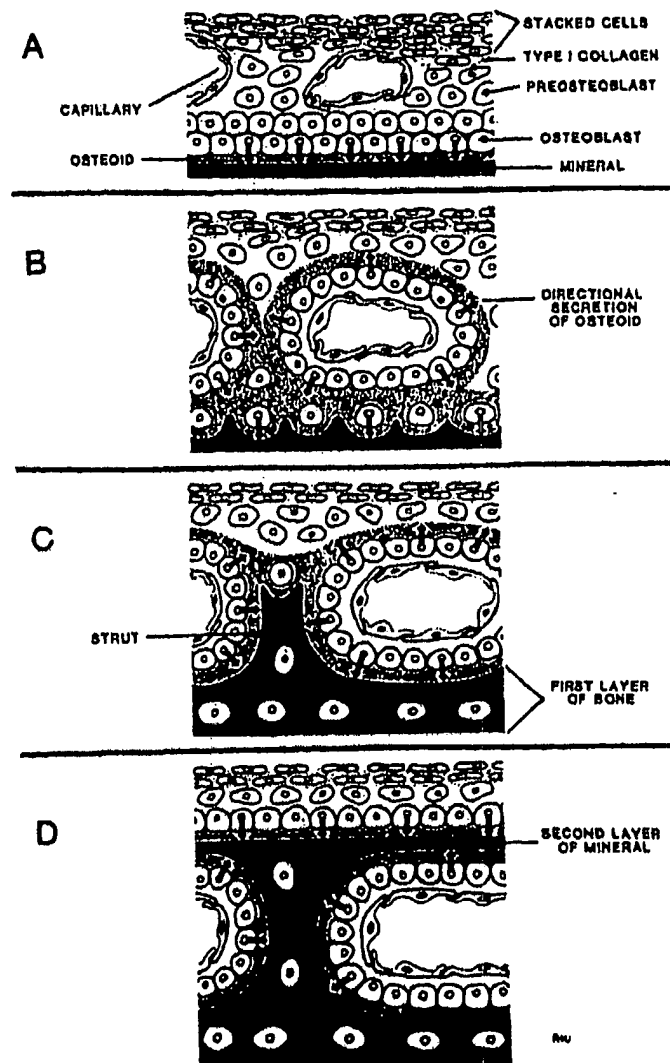 A
STACKED CELLS
TYPE I COLLAGEN
PREOSTEOBLAST
CAPILLARY
OSTEOBLAST
OSTEOID
MINERAL
B
DIRECTIONAL
SECRETION
OF OSTEOID
C
STRUT
FIRST LAYER
OF BONE
D
SECOND LAYER
OF MINERAL